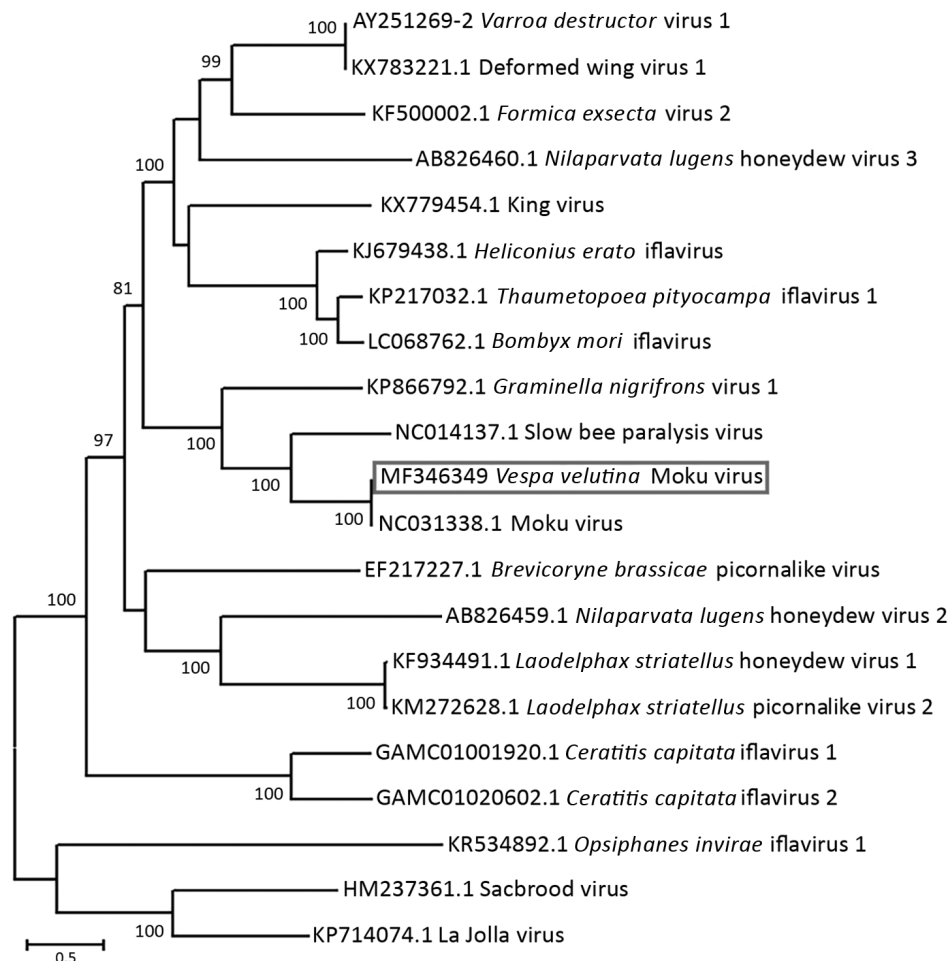 100 AY251269-2 Varroa destructor virus 1
KX783221.1 Deformed wing virus 1
99
KF500002.1 Formica exsecta virus 2
AB826460.1 Nilaparvata lugens honeydew virus 3
100
KX779454.1 King virus
KJ679438.1 Heliconius erato iflavirus
100
KP217032.1 Thaumetopoea pityocampa iflavirus 1
100
LC068762.1 Bombyx mori iflavirus
81
KP866792.1 Graminella nigrifrons virus 1
100
NC014137.1 Slow bee paralysis virus
97
100
MF346349 Vespa velutina Moku virus
100
NC031338.1 Moku virus
EF217227.1 Brevicoryne brassicae picornalike virus
100
AB826459.1 Nilaparvata lugens honeydew virus 2
100
KF934491.1 Laodelphax striatellus honeydew virus 1
100
KM272628.1 Laodelphax striatellus picornalike virus 2
GAMC01001920.1 Ceratitis capitata iflavirus 1
100
GAMC01020602.1 Ceratitis capitata iflavirus 2
KR534892.1 Opsiphanes invirae iflavirus 1
HM237361.1 Sacbrood virus
100
KP714074.1 La Jolla virus
0.5